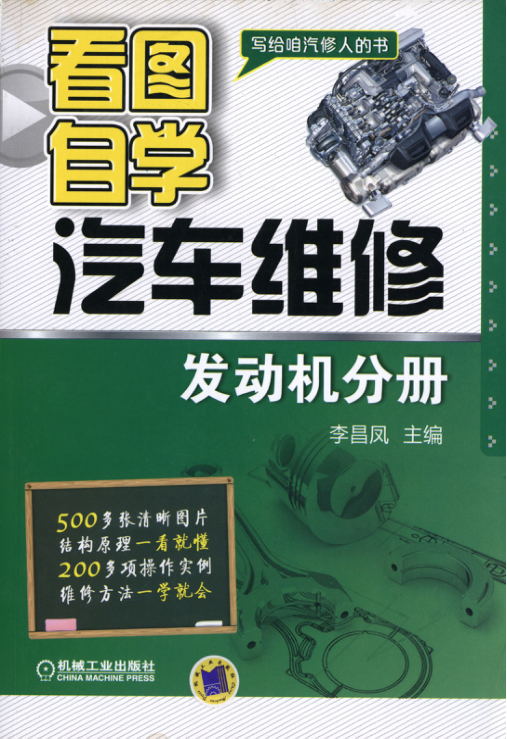 写给咱汽修人的书
看图
自学
汽车维修
发动机分册
李昌凤 主编
500多张清晰图片
结构原理一看就懂
200多项操作实例
维修方法一学就会
机械工业出版社
CHINA MACHINE PRESS